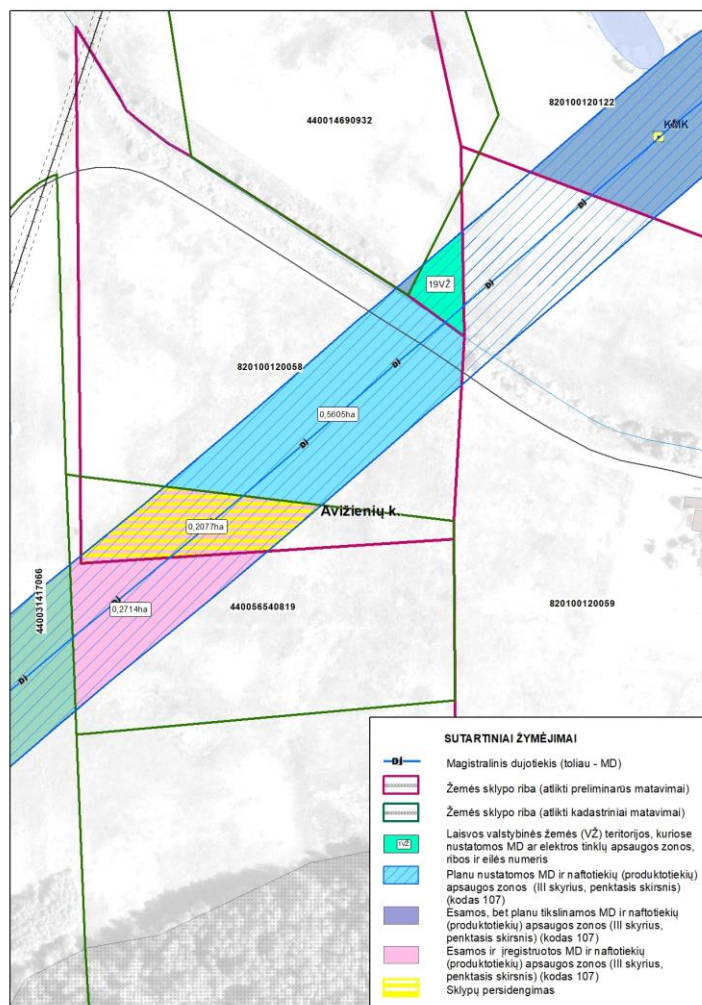 820100120122
440014690932
KMK
Dj
19VŽ
Dj
Dj
820100120058
0,5605ha
Dj
Avižienių k.
0,2077ha
440031417066
Dj
0,2714ha
440056540819
820100120059
Dj
SUTARTINIAI ŽYMĖJIMAI
Dj
Magistralinis dujotiekis (toliau - MD)
Žemės sklypo riba (atlikti preliminarūs matavimai)
Žemės sklypo riba (atlikti kadastriniai matavimai)
1VŽ
Laisvos valstybinės žemės (VŽ) teritorijos, kuriose
nustatomos MD ar elektros tinklų apsaugos zonos,
ribos ir eilės numeris
Planu nustatomos MD ir naftotiekių (produktotiekių)
apsaugos zonos (III skyrius, penktasis skirsnis)
(kodas 107)
Esamos, bet planu tikslinamos MD ir naftotiekių
(produktotiekių) apsaugos zonos (III skyrius,
penktasis skirsnis) (kodas 107)
Esamos ir įregistruotos MD ir naftotiekių
(produktotiekių) apsaugos zonos (III skyrius,
penktasis skirsnis) (kodas 107)
Sklypų persidengimas